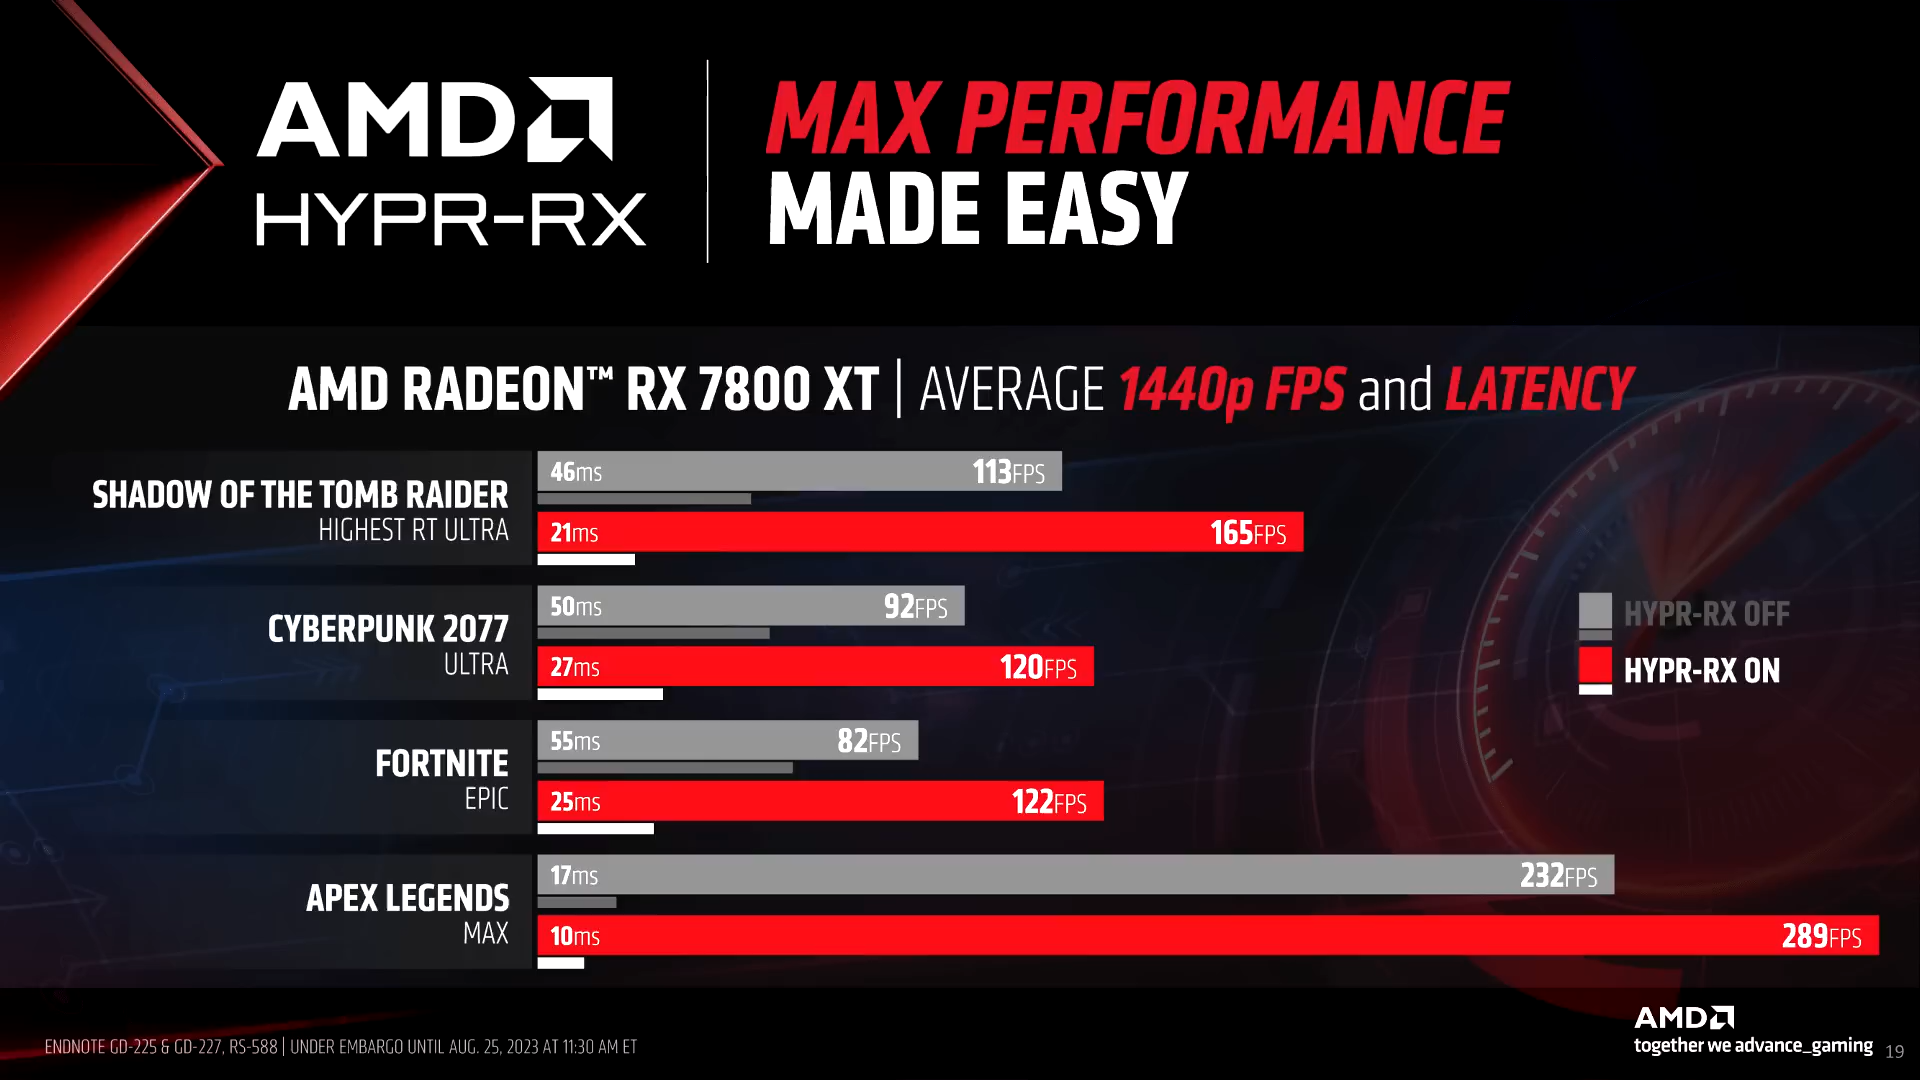 AMD
HYPR-RX
MAX PERFORMANCE
MADE EASY
AMD RADEON™ RX 7800 XT | AVERAGE 1440p FPS and LATENCY
SHADOW OF THE TOMB RAIDER
HIGHEST RT ULTRA
46ms 113FPS
21ms 165FPS
CYBERPUNK 2077
ULTRA
50ms 92FPS
27ms 120FPS
FORTNITE
EPIC
55ms 82FPS
25ms 122FPS
APEX LEGENDS
MAX
17ms 232FPS
10ms 289FPS
HYPR-RX OFF
HYPR-RX ON
ENDNOTE GD-225 & GD-227, RS-588 | UNDER EMBARGO UNTIL AUG. 25, 2023 AT 11:30 AM ET
AMD
together we advance_gaming
19